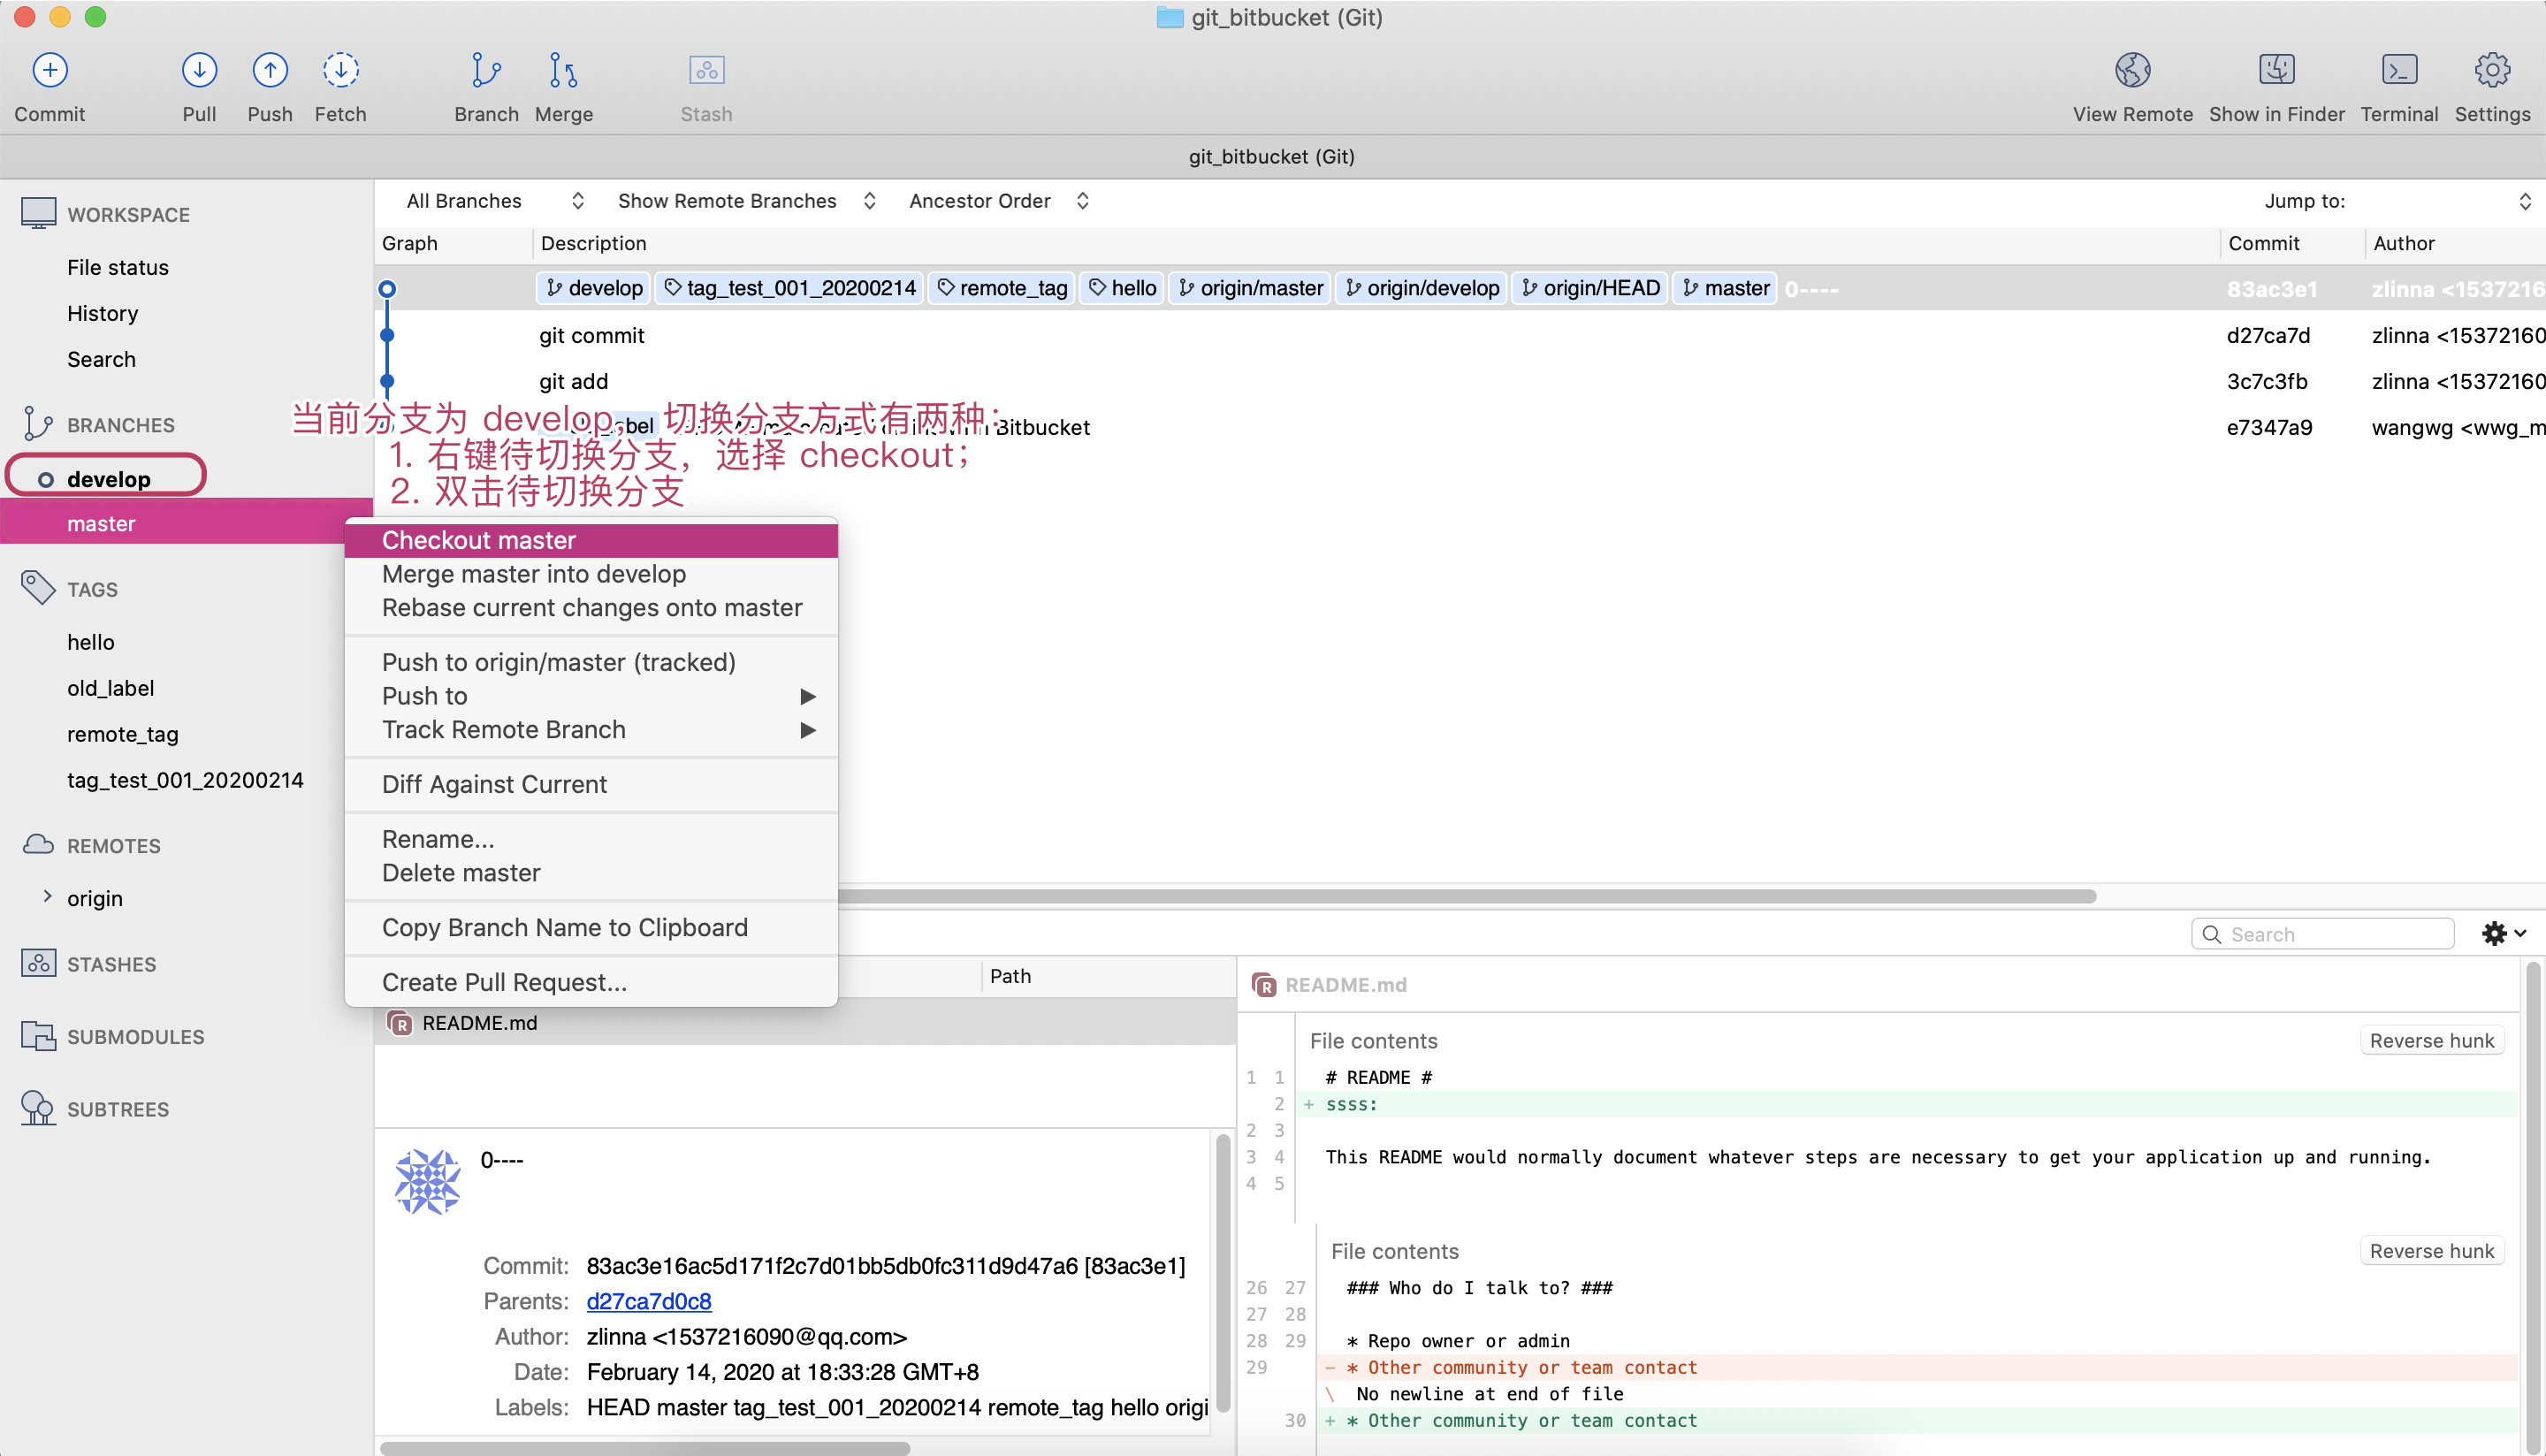 git_bitbucket (Git)
Commit Pull Push Fetch Branch Merge Stash View Remote Show in Finder Terminal Settings
git_bitbucket (Git)
WORKSPACE
File status
History
Search
BRANCHES
develop
master
TAGS
hello
old_label
remote_tag
tag_test_001_20200214
REMOTES
origin
STASHES
SUBMODULES
SUBTREES
All Branches Show Remote Branches Ancestor Order Jump to:
Graph Description Commit Author
develop tag_test_001_20200214 remote_tag hello origin/master origin/develop origin/HEAD master 0---- 83ac3e1 zlinna <1537216
git commit d27ca7d zlinna <15372160
git add 3c7c3fb zlinna <15372160
Bitbucket e7347a9 wangwg <wwg_m
当前分支为 develop， 切换分支方式有两种；
1. 右键待切换分支，选择 checkout；
2. 双击待切换分支
Checkout master
Merge master into develop
Rebase current changes onto master
Push to origin/master (tracked)
Push to
Track Remote Branch
Diff Against Current
Rename...
Delete master
Copy Branch Name to Clipboard
Create Pull Request...
Search
Path
README.md
0----
Commit: 83ac3e16ac5d171f2c7d01bb5db0fc311d9d47a6 [83ac3e1]
Parents: d27ca7d0c8
Author: zlinna <1537216090@qq.com>
Date: February 14, 2020 at 18:33:28 GMT+8
Labels: HEAD master tag_test_001_20200214 remote_tag hello origi
README.md
File contents Reverse hunk
1 1 # README #
2 + ssss:
2 3
3 4 This README would normally document whatever steps are necessary to get your application up and running.
4 5
File contents Reverse hunk
26 27 ### Who do I talk to? ###
27 28
28 29 * Repo owner or admin
29 - * Other community or team contact
\ No newline at end of file
30 + * Other community or team contact